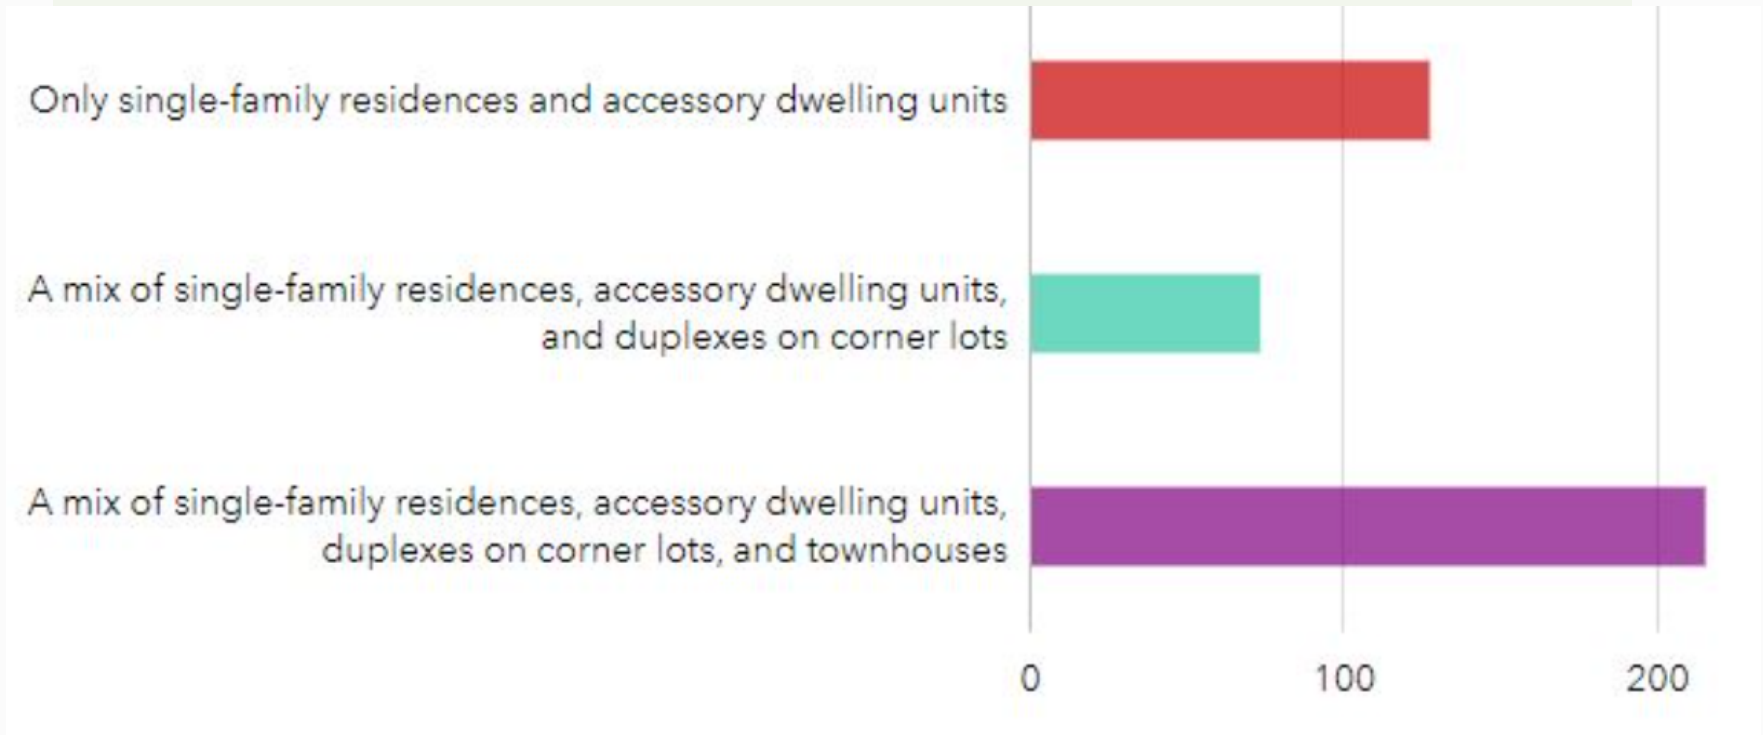 Only single-family residences and accessory dwelling units
A mix of single-family residences, accessory dwelling units,
and duplexes on corner lots
A mix of single-family residences, accessory dwelling units,
duplexes on corner lots, and townhouses
0 100 200